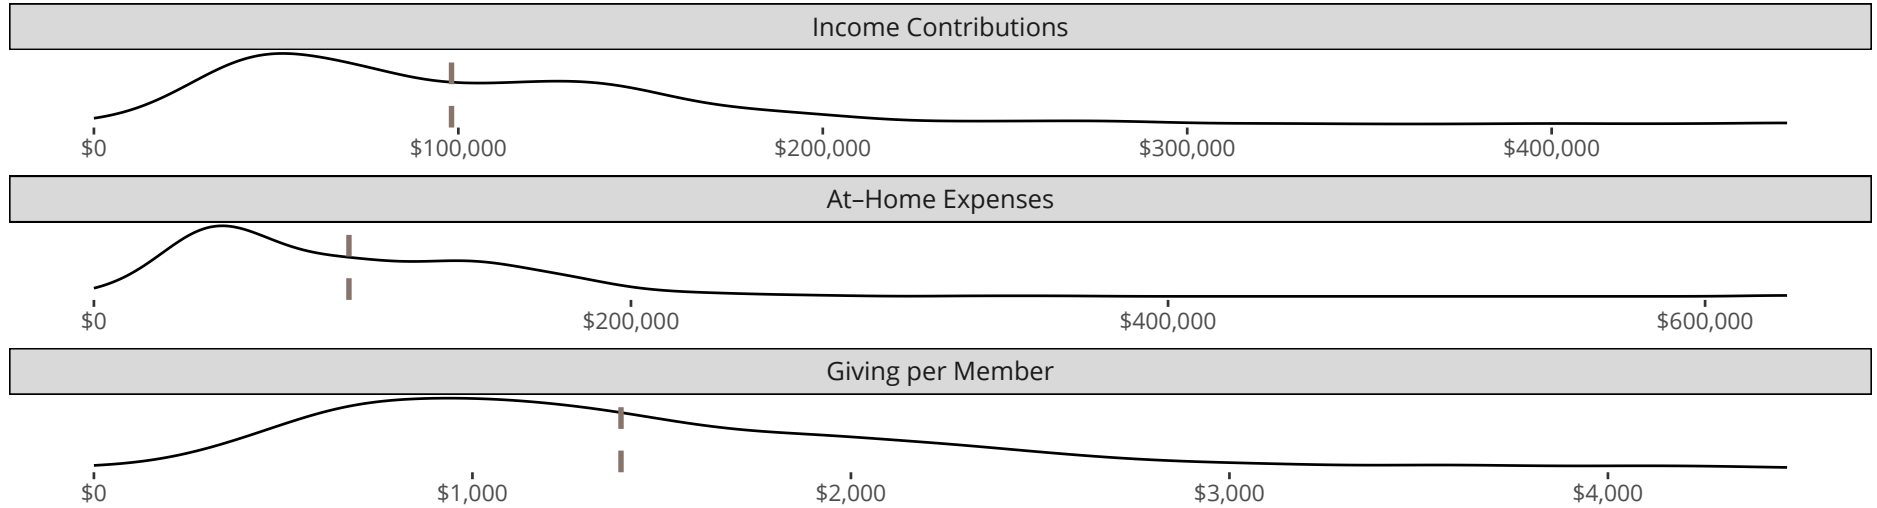 Income Contributions
$0 $100,000 $200,000 $300,000 $400,000
At–Home Expenses
$0 $200,000 $400,000 $600,000
Giving per Member
$0 $1,000 $2,000 $3,000 $4,000